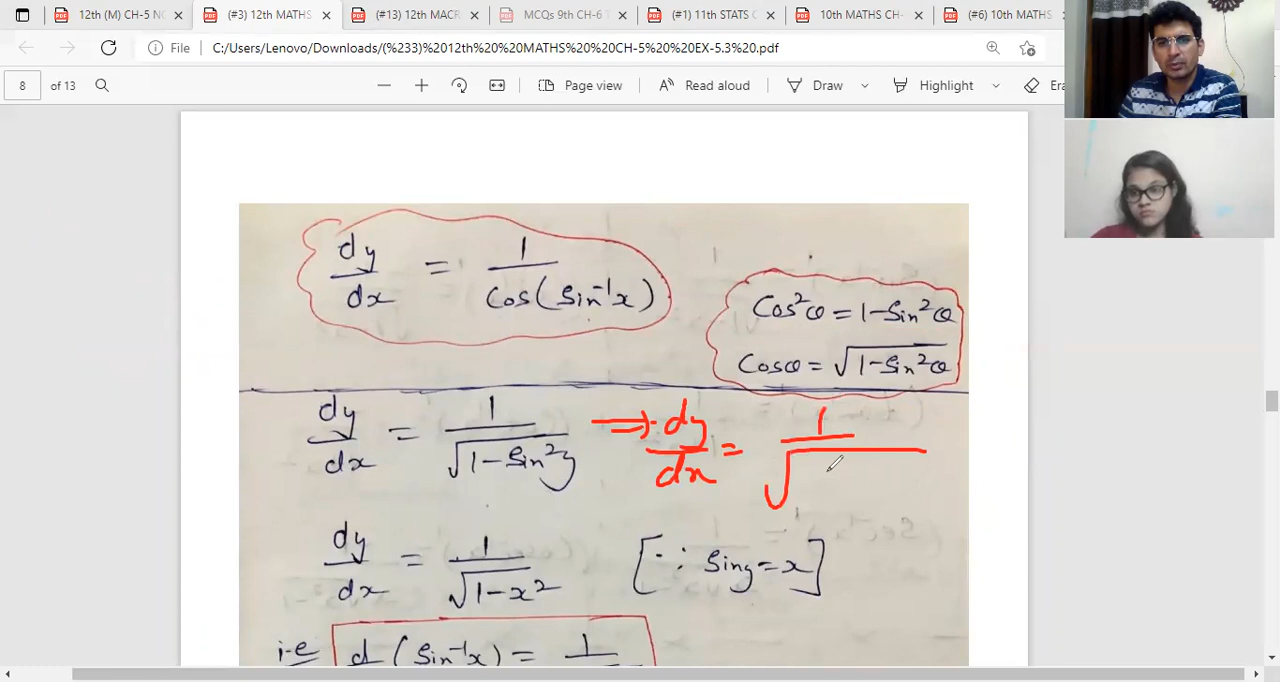 12th (M) CH-5 NO
(#3) 12th MATHS
(#13) 12th MACR
MCQs 9th CH-6 T
(#1) 11th STATS C
10th MATHS CH-
(#6) 10th MATHS
File C:/Users/Lenovo/Downloads/(%233)%2012th%20%20MATHS%20%20CH-5%20%20EX-5.3%20.pdf
8 of 13 Page view Read aloud Draw Highlight Era
dy/dx = 1/Cos(Sin⁻¹x)
Cos²θ = 1-Sin²θ
Cosθ = √(1-Sin²θ)
dy/dx = 1/√(1-Sin²y) ⇒ dy/dx = 1/√
dy/dx = 1/√(1-x²) [∵ Siny = x]
i-e d (Sin⁻¹x) = 1